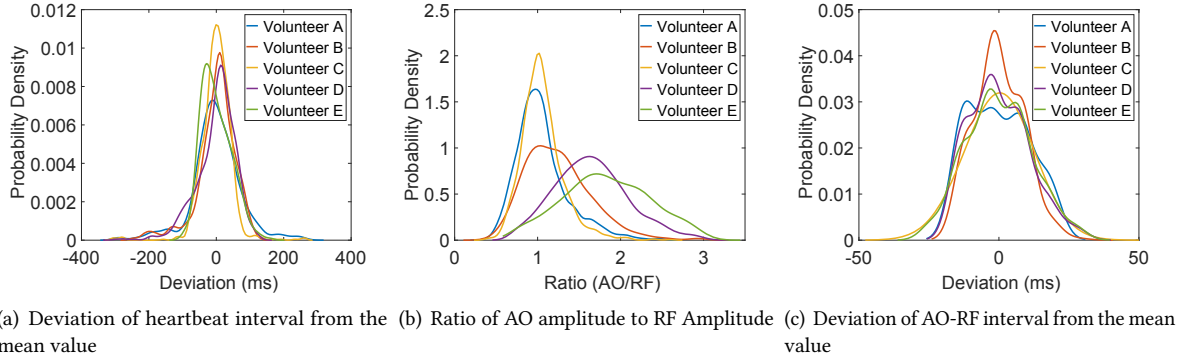 0.012
0.01
0.008
0.006
0.004
0.002
0
Probability Density
-400 -200 0 200 400
Deviation (ms)
Volunteer A
Volunteer B
Volunteer C
Volunteer D
Volunteer E
2.5
2
1.5
1
0.5
0
Probability Density
0 1 2 3
Ratio (AO/RF)
Volunteer A
Volunteer B
Volunteer C
Volunteer D
Volunteer E
0.05
0.04
0.03
0.02
0.01
0
Probability Density
-50 0 50
Deviation (ms)
Volunteer A
Volunteer B
Volunteer C
Volunteer D
Volunteer E
(a) Deviation of heartbeat interval from the
mean value
(b) Ratio of AO amplitude to RF Amplitude
(c) Deviation of AO-RF interval from the mean
value